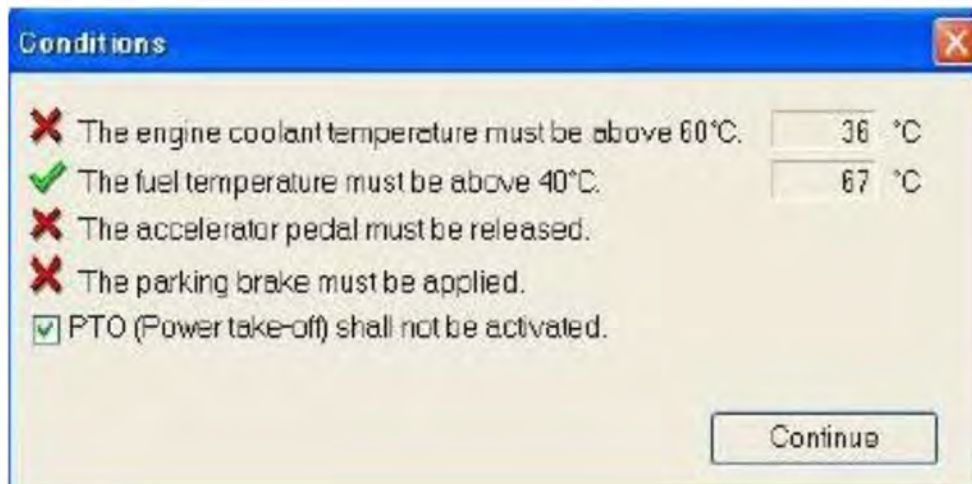 Conditions
The engine coolant temperature must be above 60°C. 36 °C
The fuel temperature must be above 40°C. 67 °C
The accelerator pedal must be released.
The parking brake must be applied.
PTO (Power take-off) shall not be activated.
Continue